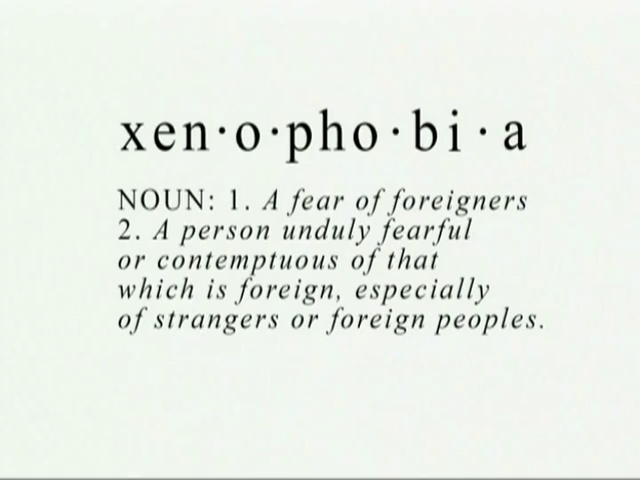 xen·o·pho·bi·a
NOUN: 1. A fear of foreigners
2. A person unduly fearful
or contemptuous of that
which is foreign, especially
of strangers or foreign peoples.